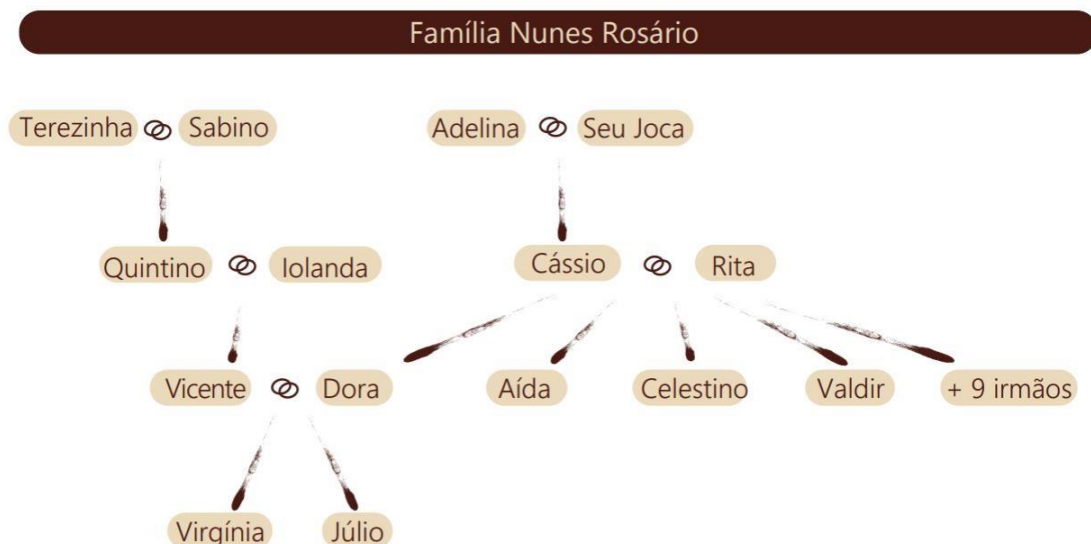 Família Nunes Rosário
Terezinha Sabino Adelina Seu Joca
Quintino Iolanda Cássio Rita
Vicente Dora Aída Celestino Valdir + 9 irmãos
Virgínia Júlio